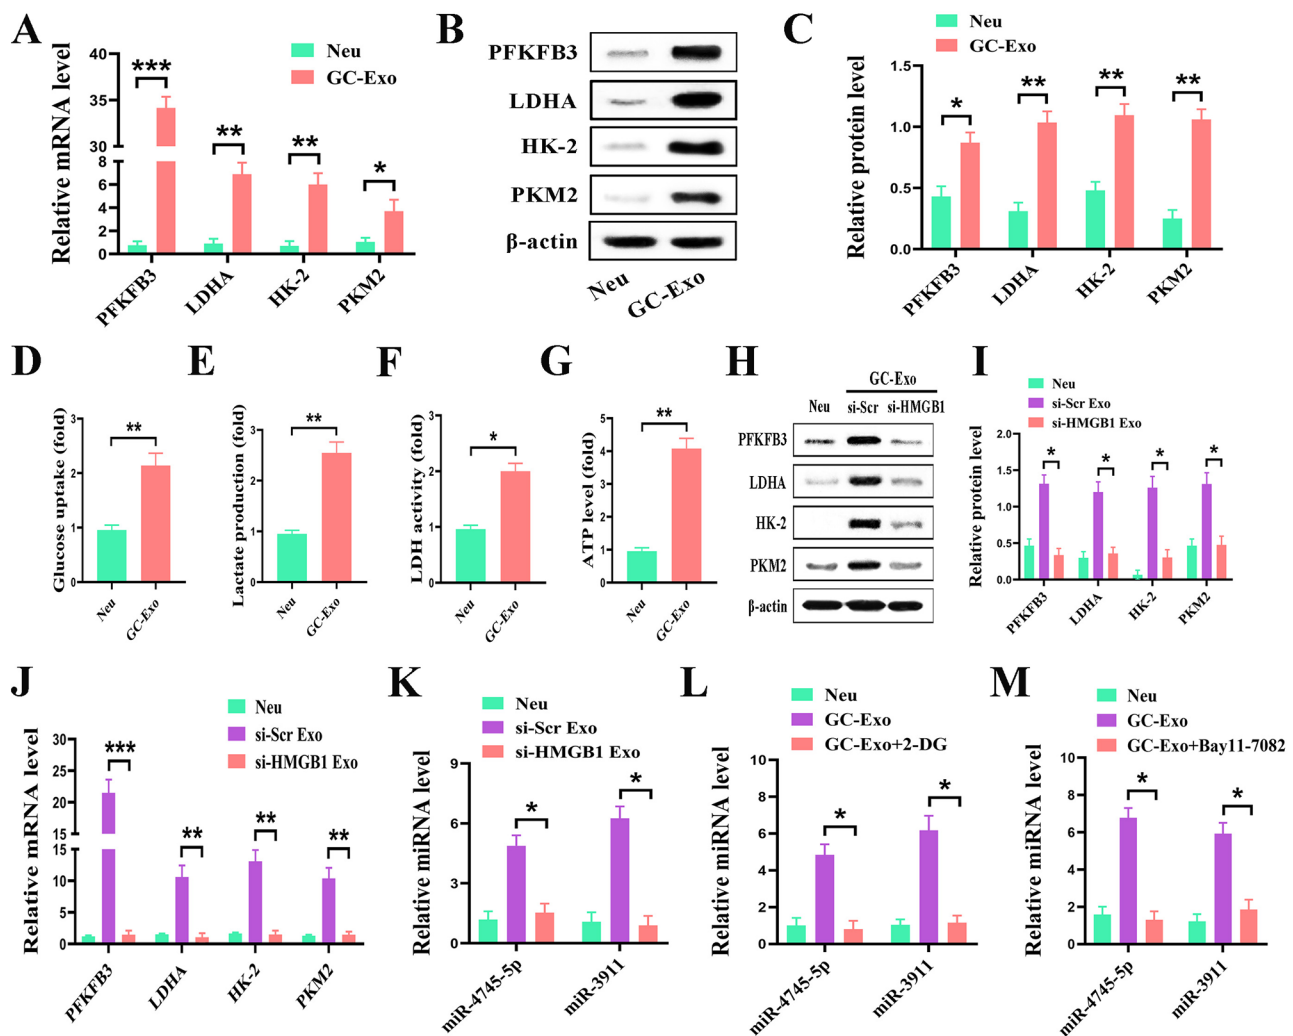 A
Neu
GC-Exo
Relative mRNA level
45
40
35
30
8
6
4
2
0
***
**
**
*
PFKFB3
LDHA
HK-2
PKM2
B
PFKFB3
LDHA
HK-2
PKM2
β-actin
Neu
GC-Exo
C
Neu
GC-Exo
Relative protein level
1.5
1.0
0.5
0.0
*
**
**
**
PFKFB3
LDHA
HK-2
PKM2
D
Glucose uptake (fold)
3
2
1
0
**
Neu
GC-Exo
E
Lactate production (fold)
3
2
1
0
**
Neu
GC-Exo
F
LDH activity (fold)
3
2
1
0
*
Neu
GC-Exo
G
ATP level (fold)
5
4
3
2
1
0
**
Neu
GC-Exo
H
GC-Exo
Neu si-Scr si-HMGB1
PFKFB3
LDHA
HK-2
PKM2
β-actin
I
Neu
si-Scr Exo
si-HMGB1 Exo
Relative protein level
2.0
1.5
1.0
0.5
0.0
*
*
*
*
PFKFB3
LDHA
HK-2
PKM2
J
Neu
si-Scr Exo
si-HMGB1 Exo
Relative mRNA level
30
25
20
15
15
10
5
0
***
**
**
**
PFKFB3
LDHA
HK-2
PKM2
K
Neu
si-Scr Exo
si-HMGB1 Exo
Relative miRNA level
9
6
3
0
*
*
miR-4745-5p
miR-3911
L
Neu
GC-Exo
GC-Exo+2-DG
Relative miRNA level
10
8
6
4
2
0
*
*
miR-4745-5p
miR-3911
M
Neu
GC-Exo
GC-Exo+Bay11-7082
Relative miRNA level
10
8
6
4
2
0
*
*
miR-4745-5p
miR-3911